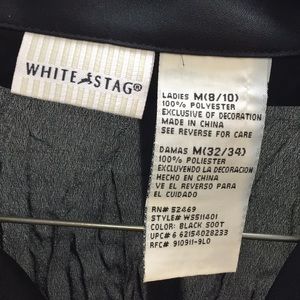 WHITE STAG®
LADIES M(8/10)
100% POLYESTER
EXCLUSIVE OF DECORATION
MADE IN CHINA
SEE REVERSE FOR CARE
DAMAS M(32/34)
100% POLIESTER
EXCLUYENDO LA DECORACION
HECHO EN CHINA
VE EL REVERSO PARA
EL CUIDADO
RN# 52469
STYLE# WS511401
COLOR: BLACK SOOT
UPC# 6 62154028233
RFC# 910911-9L0